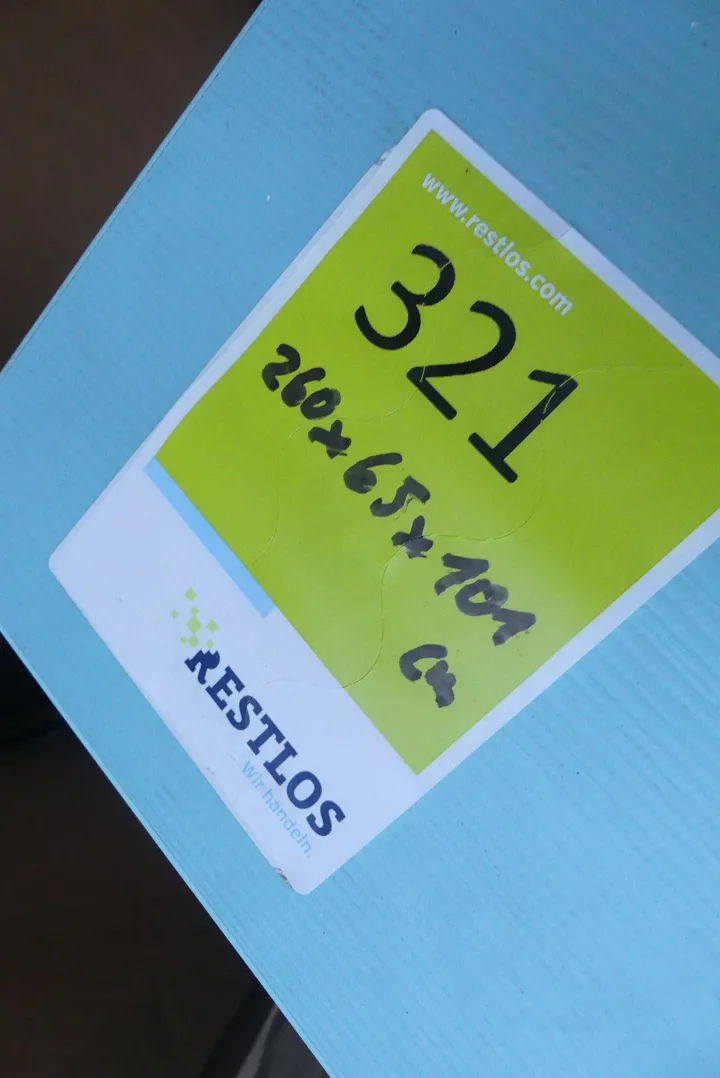 www.restlos.com
321
260x65x101
cm
RESTLOS
Wir handeln.